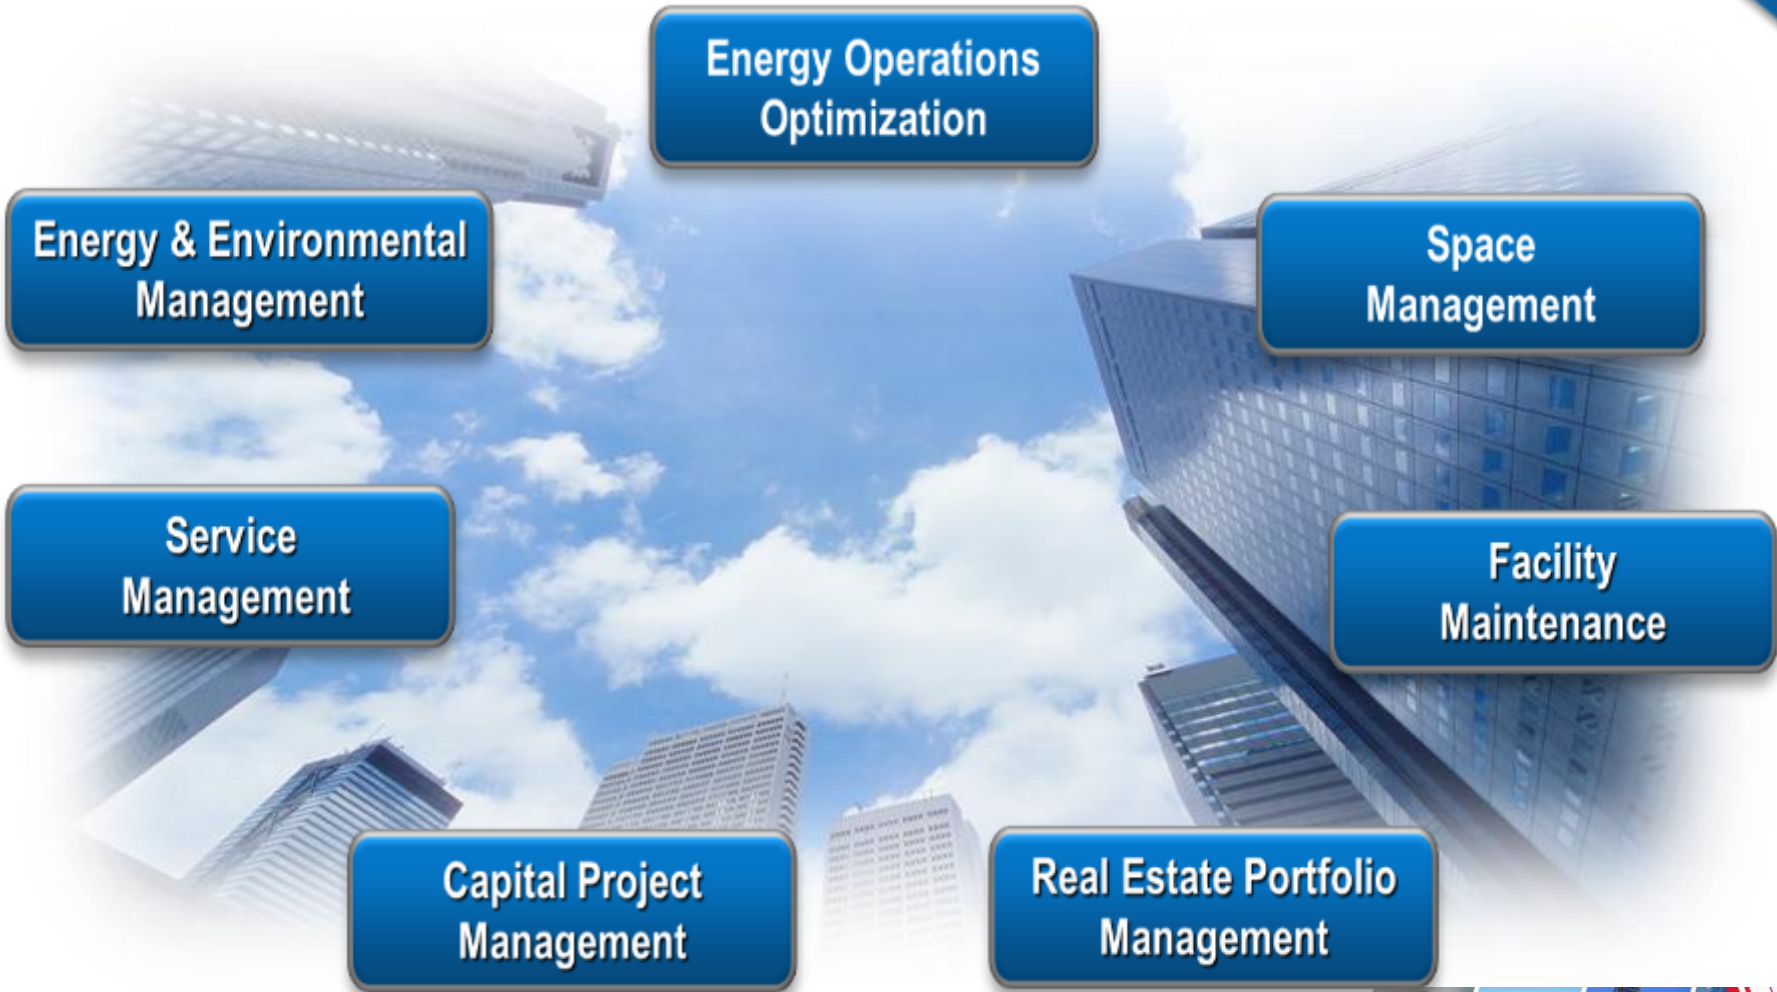 Energy Operations
Optimization
Energy & Environmental
Management
Space
Management
Service
Management
Facility
Maintenance
Capital Project
Management
Real Estate Portfolio
Management